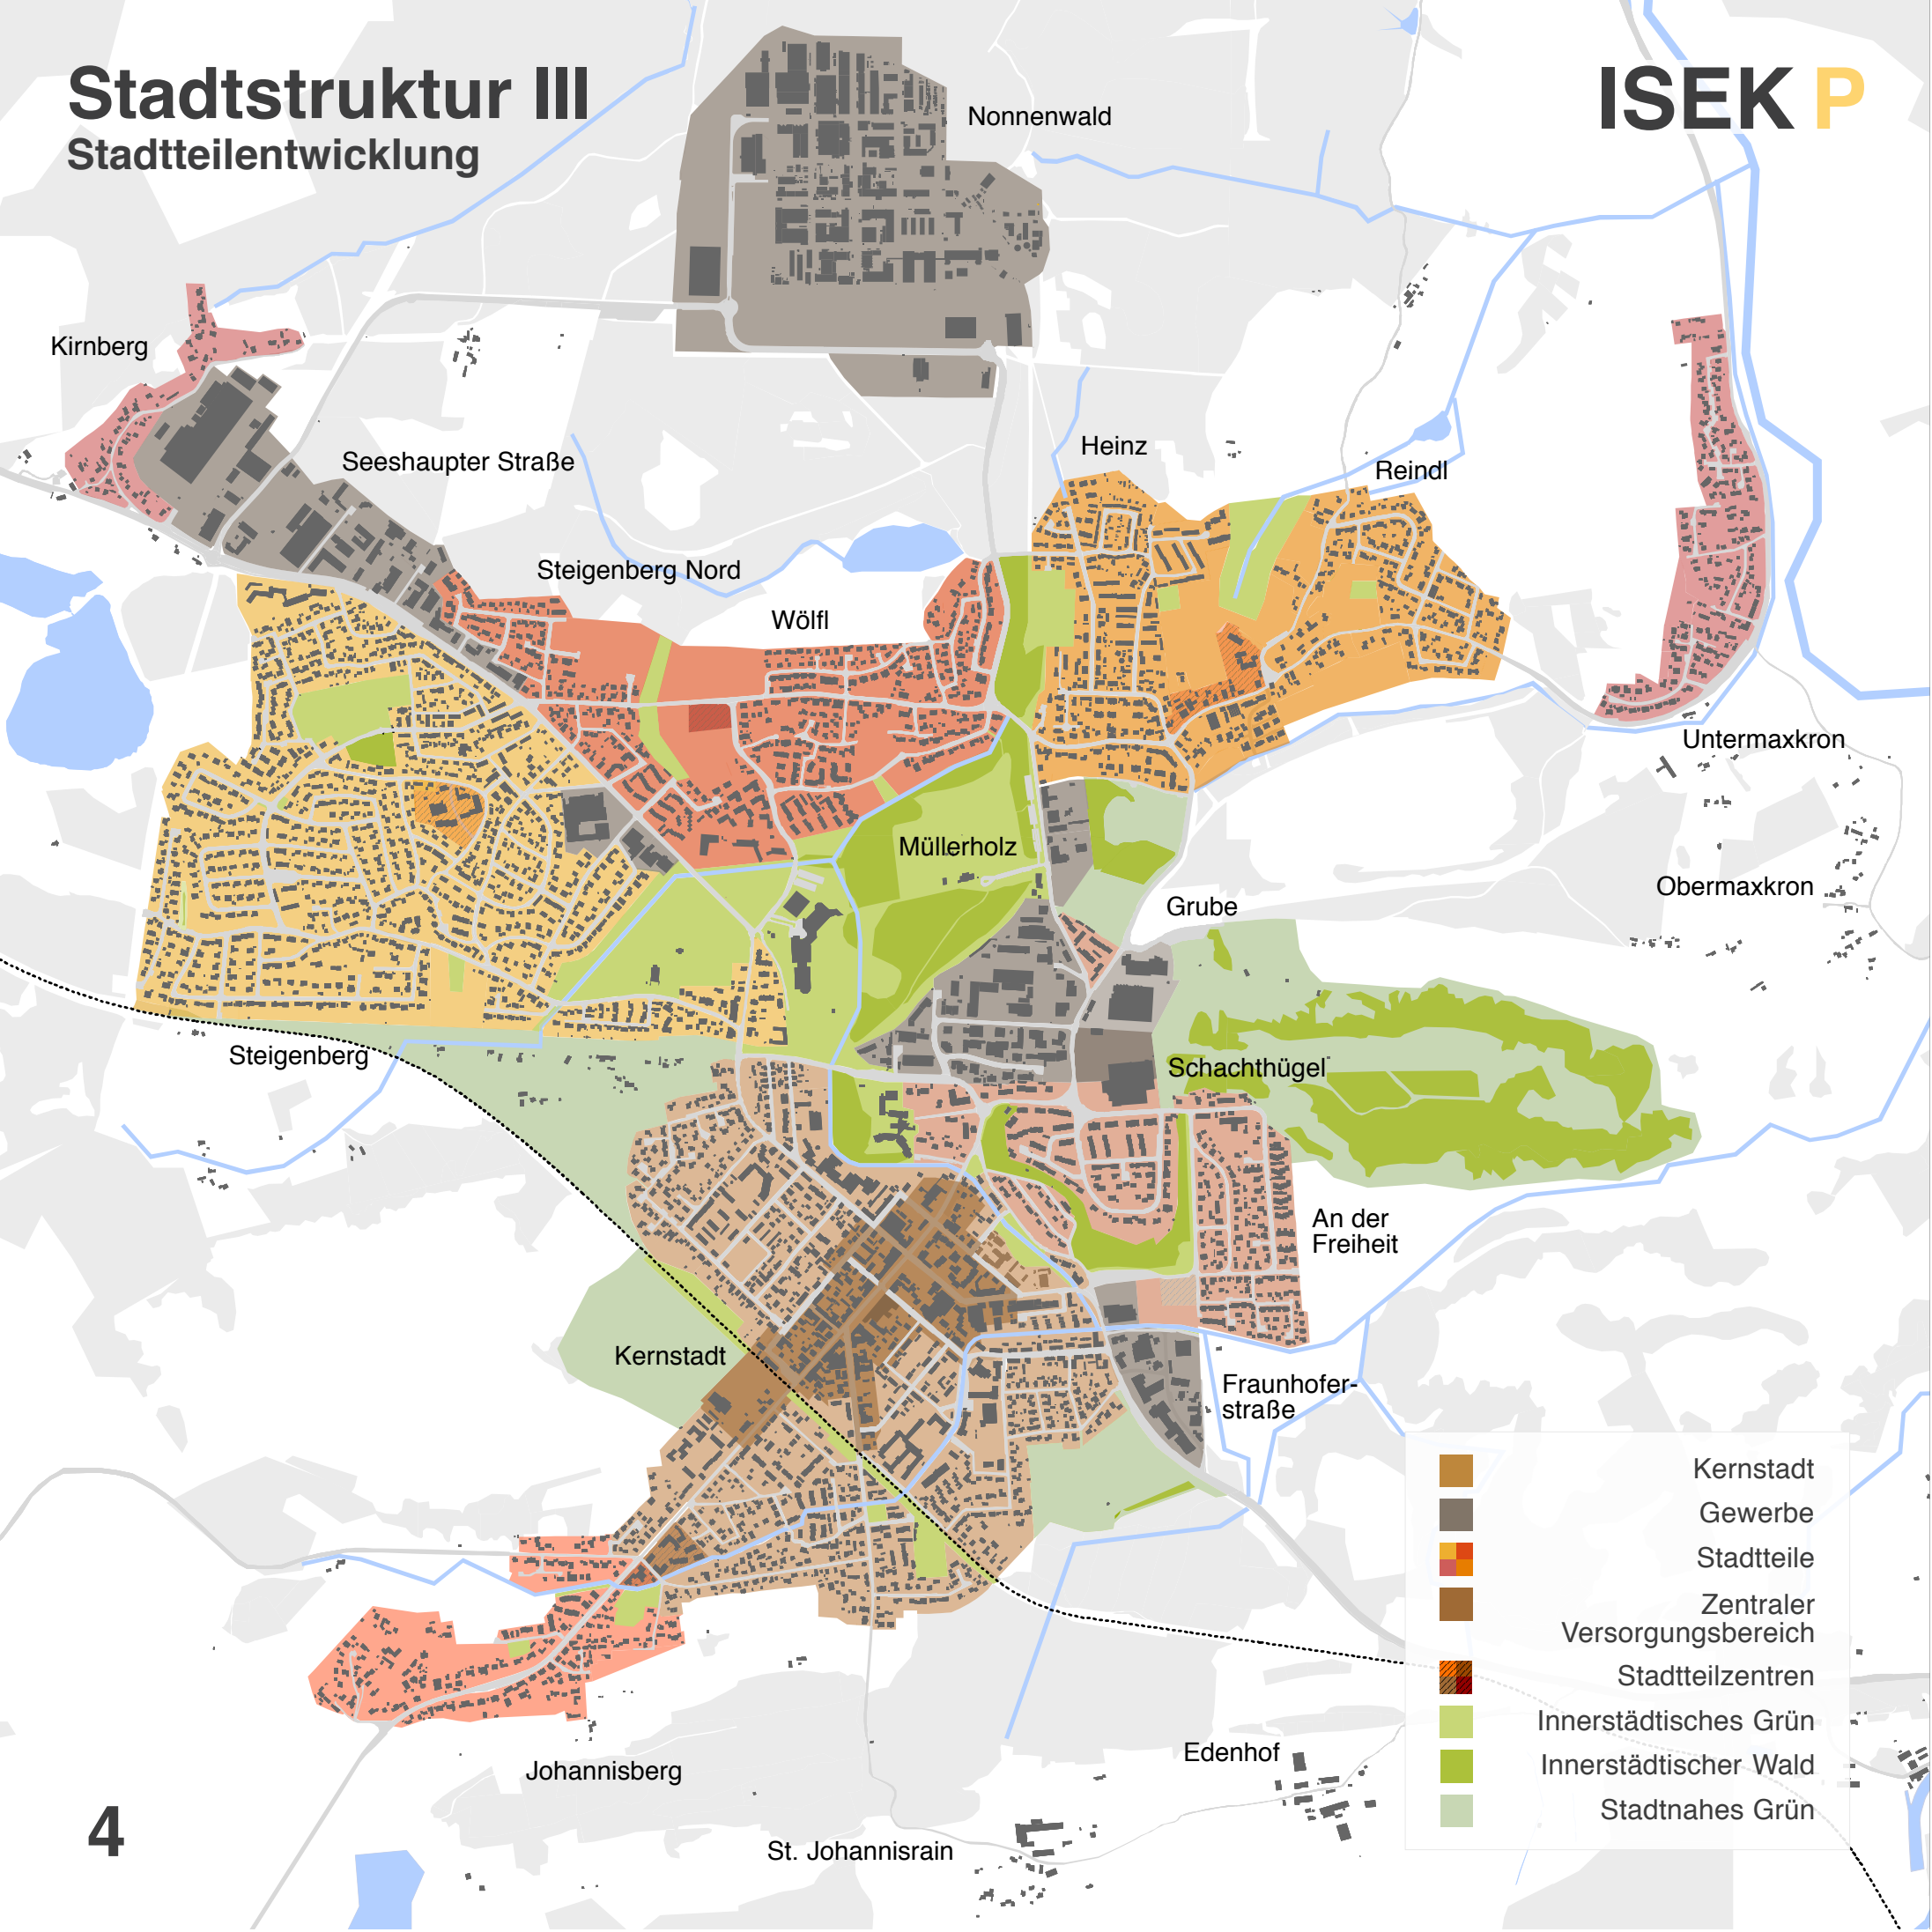 Stadtstruktur III
Stadtteilentwicklung
ISEK P
Nonnenwald
Kirnberg
Seeshaupter Straße
Heinz
Reindl
Steigenberg Nord
Wölfl
Untermaxkron
Müllerholz
Obermaxkron
Grube
Steigenberg
Schachthügel
An der
Freiheit
Kernstadt
Fraunhofer-
straße
Johannisberg
Edenhof
St. Johannisrain
Kernstadt
Gewerbe
Stadtteile
Zentraler
Versorgungsbereich
Stadtteilzentren
Innerstädtisches Grün
Innerstädtischer Wald
Stadtnahes Grün
4